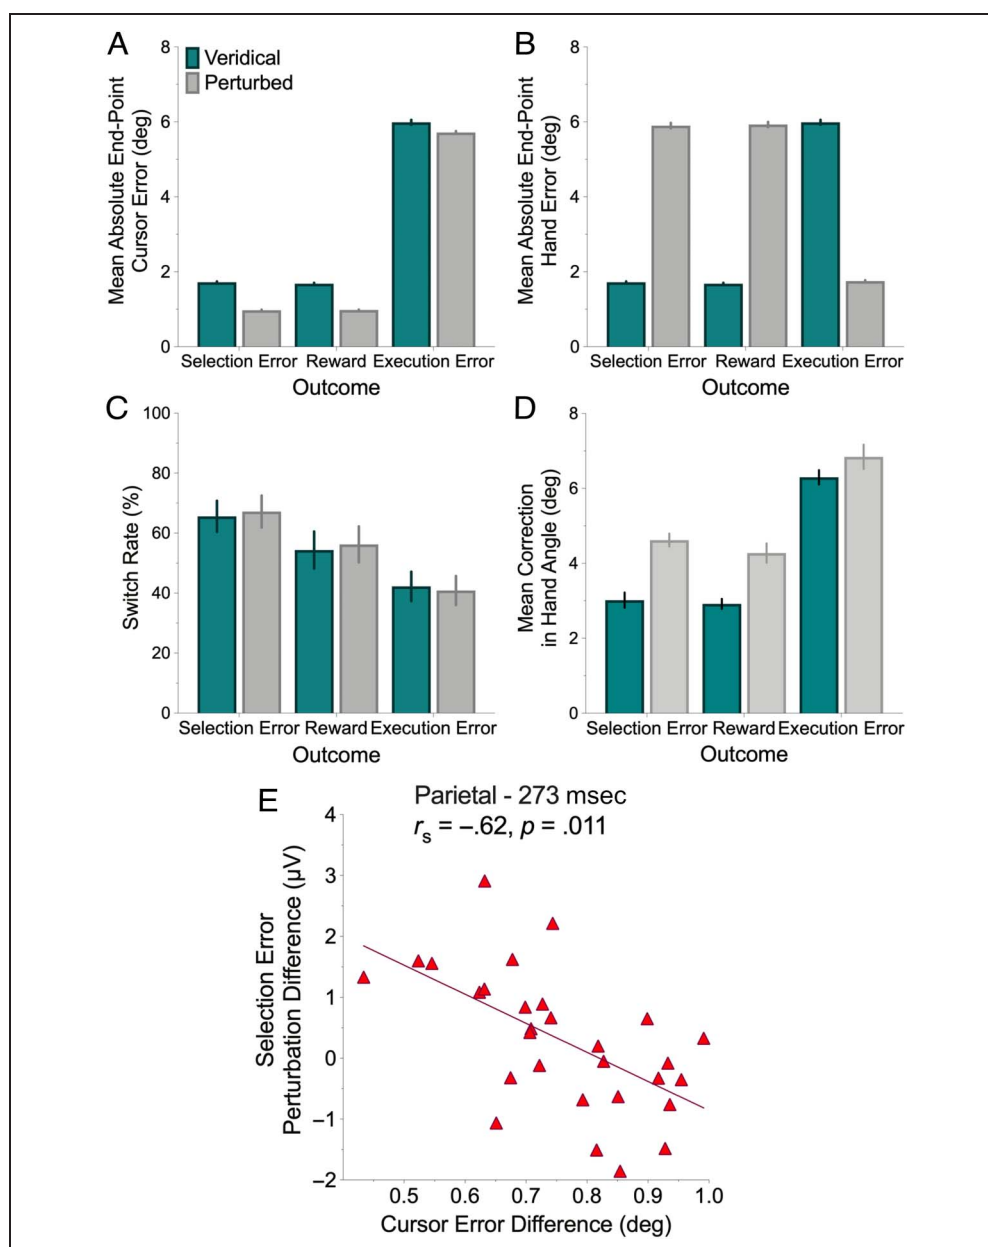 A
Mean Absolute End-Point
Cursor Error (deg)
8
6
4
2
0
Veridical
Perturbed
Selection Error Reward Execution Error
Outcome
B
Mean Absolute End-Point
Hand Error (deg)
8
6
4
2
0
Selection Error Reward Execution Error
Outcome
C
Switch Rate (%)
100
80
60
40
20
0
Selection Error Reward Execution Error
Outcome
D
Mean Correction
in Hand Angle (deg)
8
6
4
2
0
Selection Error Reward Execution Error
Outcome
E
Parietal - 273 msec
rs = –.62, p = .011
Selection Error
Perturbation Difference (µV)
4
3
2
1
0
–1
–2
0.5 0.6 0.7 0.8 0.9 1.0
Cursor Error Difference (deg)